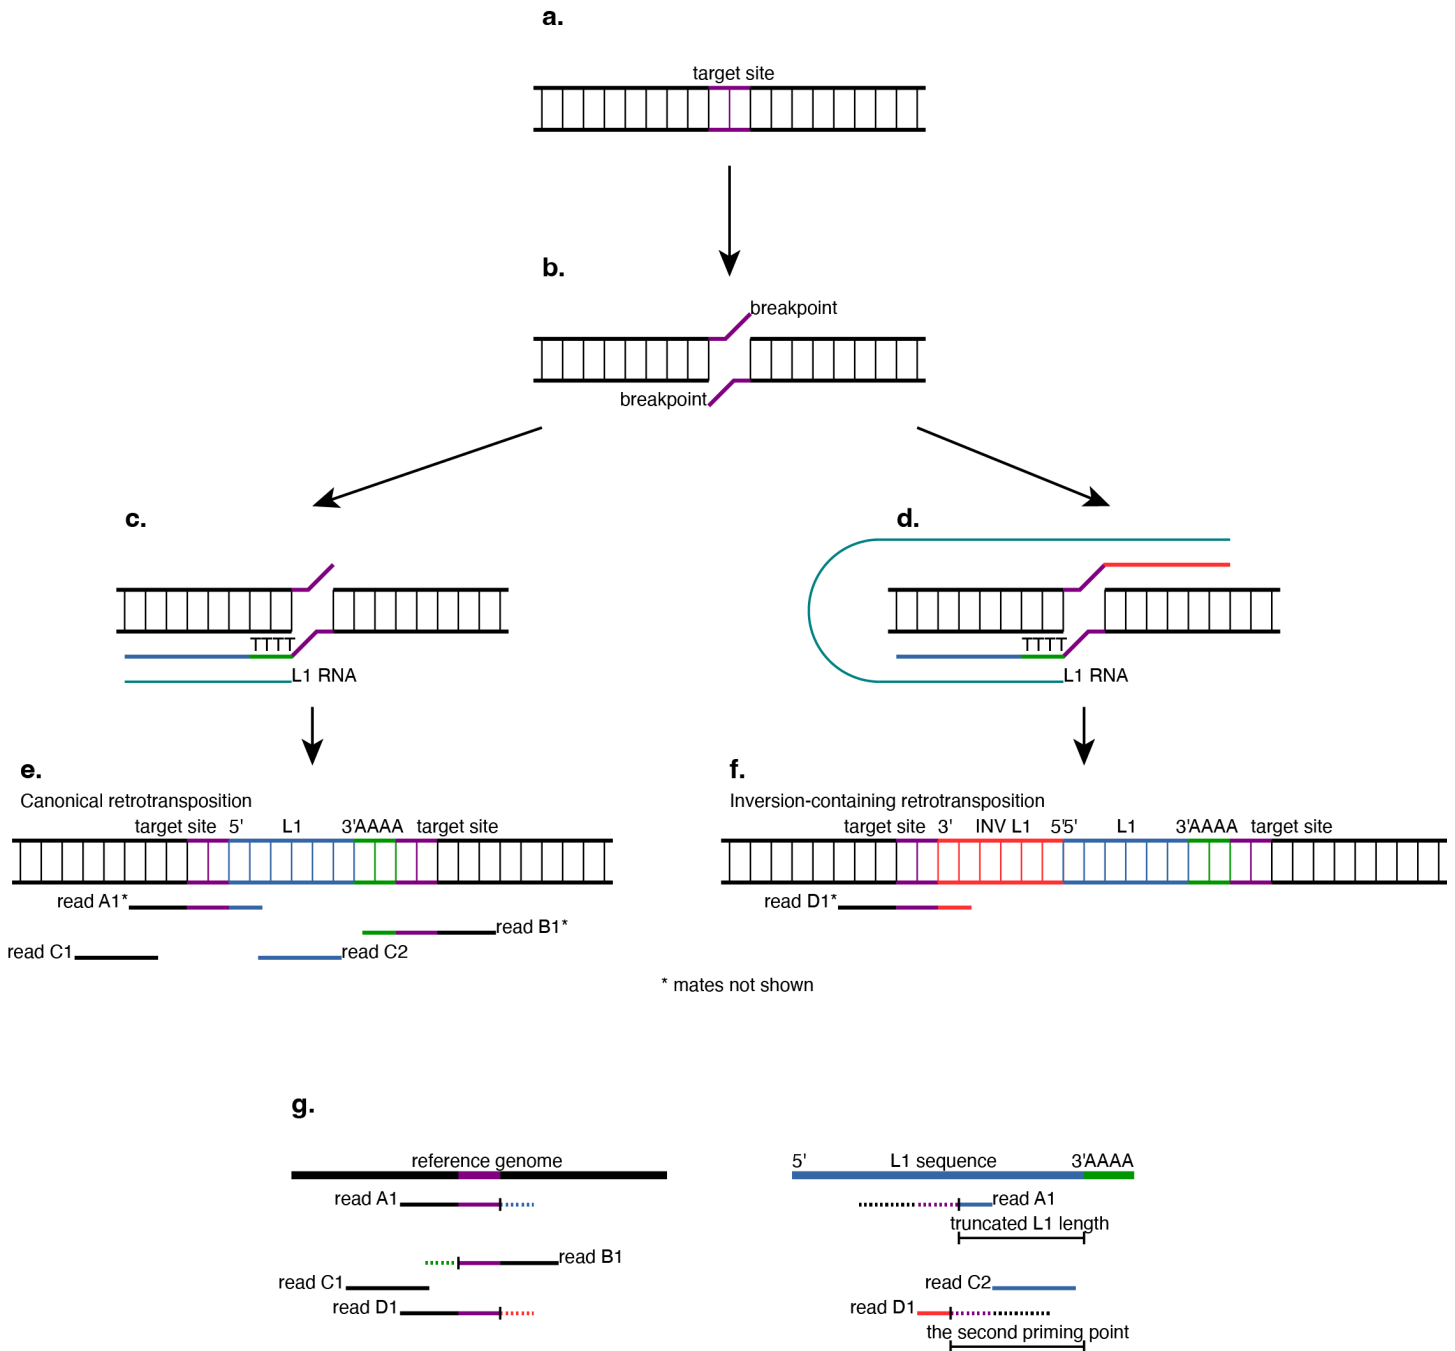 a.
target site
b.
breakpoint
breakpoint
c.
d.
TTTT
L1 RNA
TTTT
L1 RNA
e.
Canonical retrotransposition
target site 5' L1 3'AAAA target site
read A1*
read B1*
read C1
read C2
f.
Inversion-containing retrotransposition
target site 3' INV L1 5'5' L1 3'AAAA target site
read D1*
* mates not shown
g.
reference genome
read A1
read B1
read C1
read D1
5' L1 sequence 3'AAAA
read A1
truncated L1 length
read C2
read D1
the second priming point